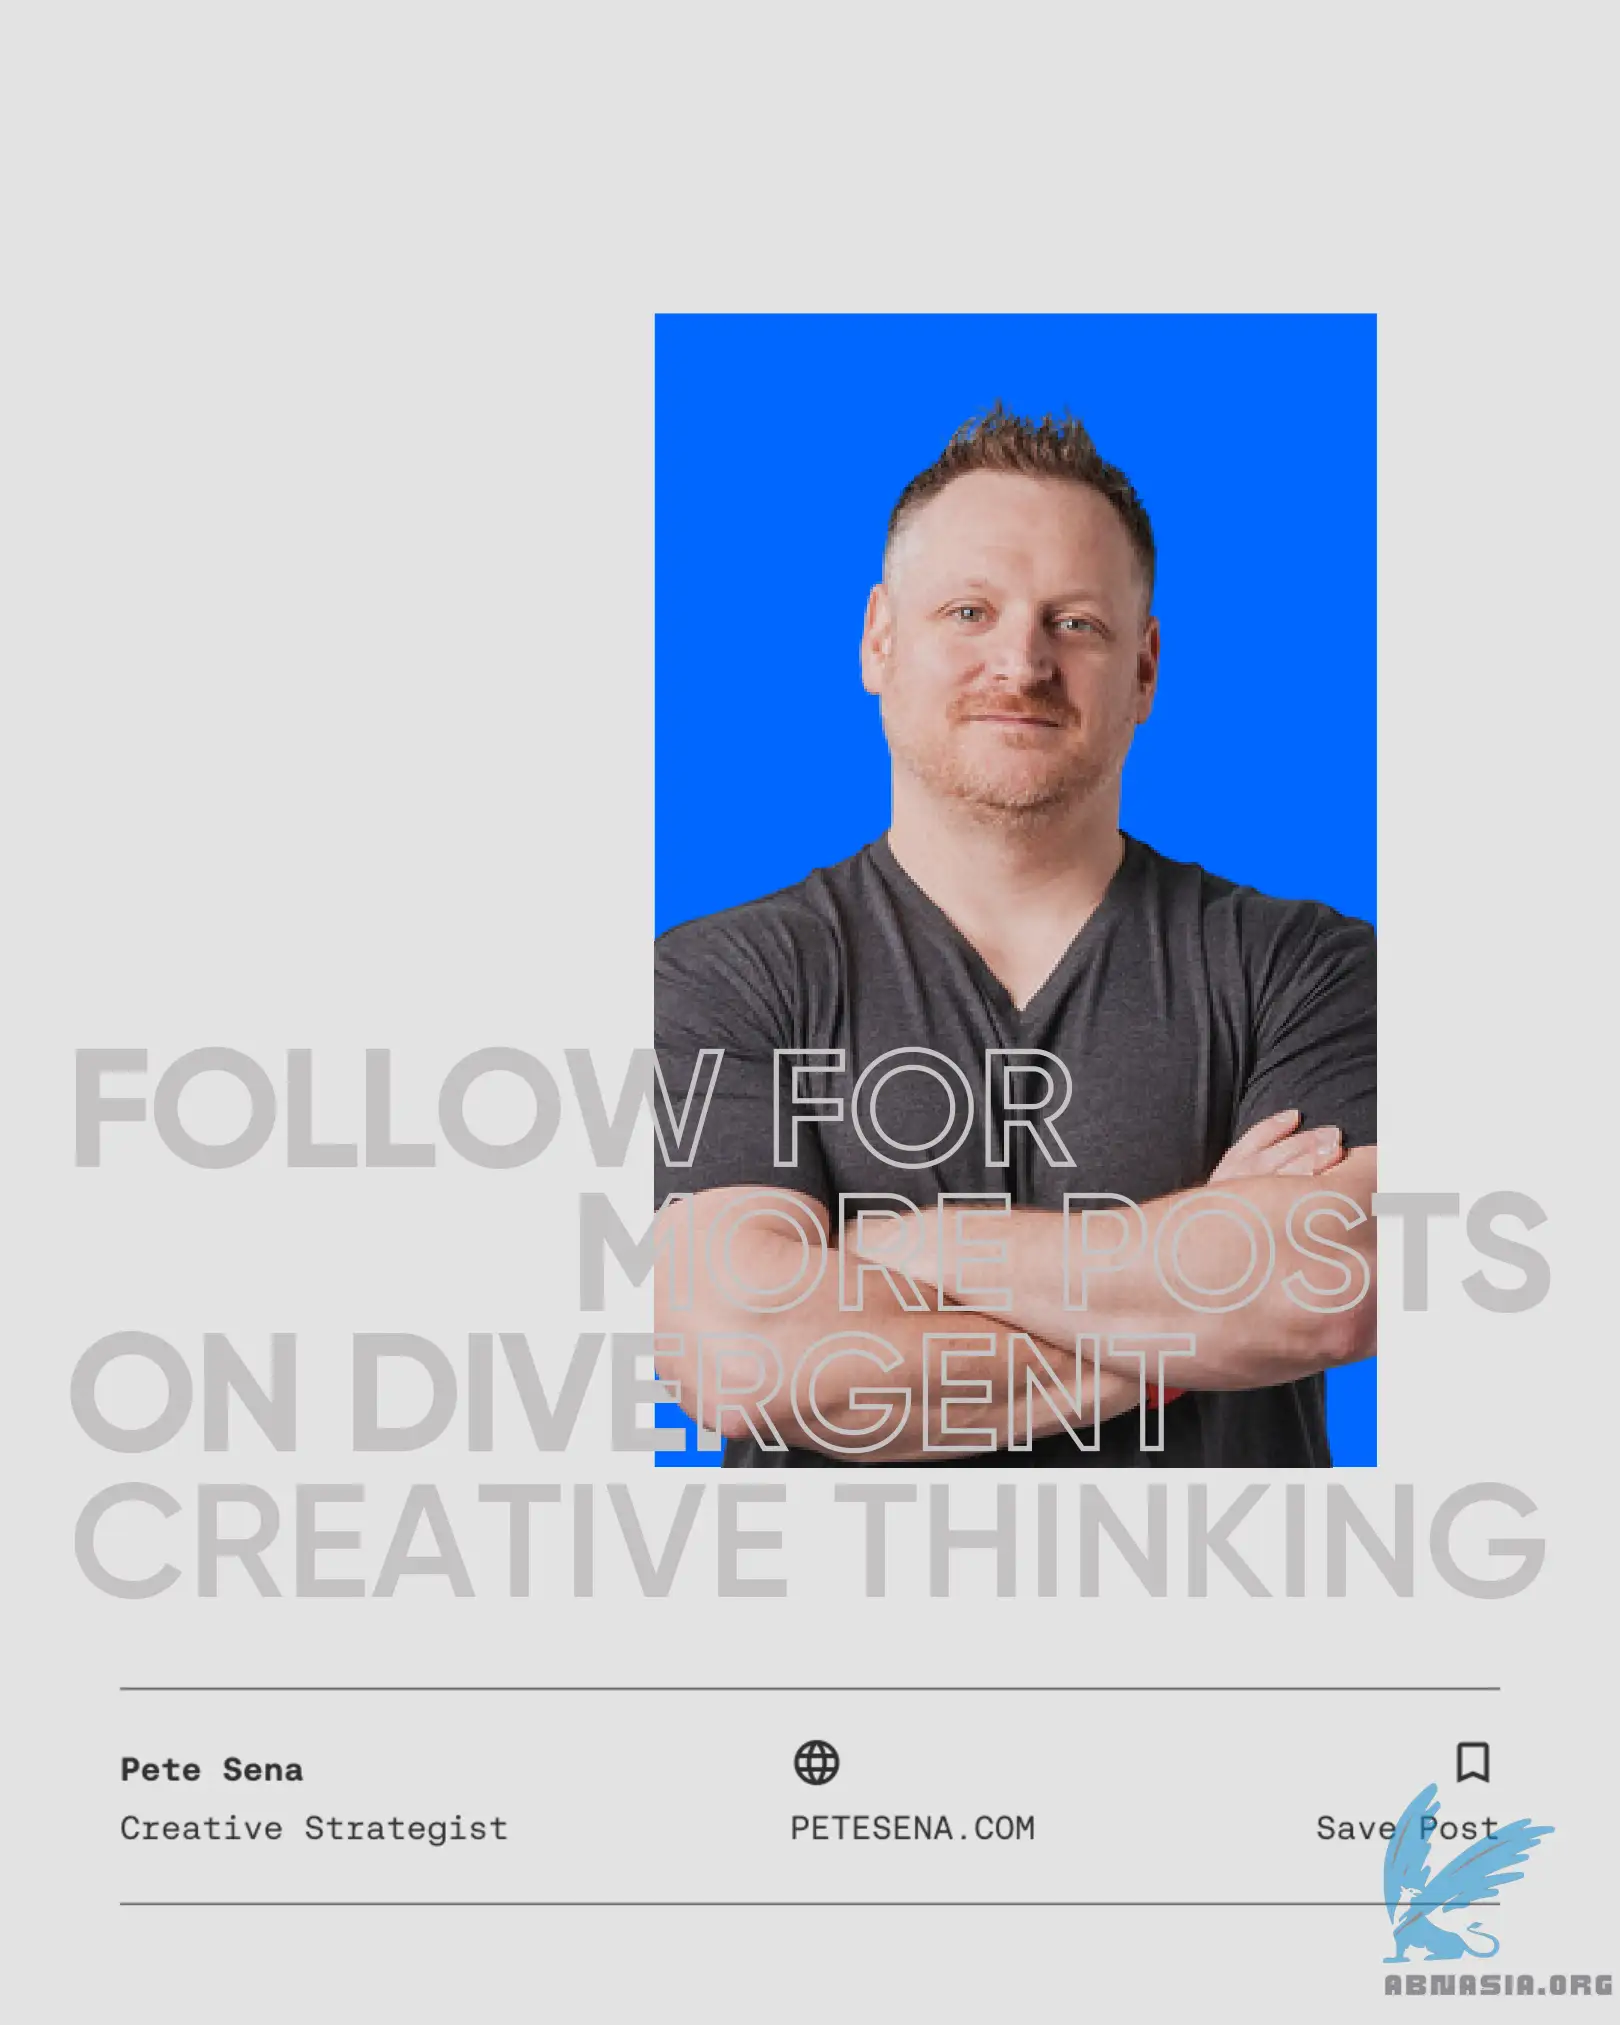 FOLLOW FOR
MORE POSTS
ON DIVERGENT
CREATIVE THINKING
Pete Sena
Creative Strategist
PETESENA.COM
Save Post
ABNASIA.ORG